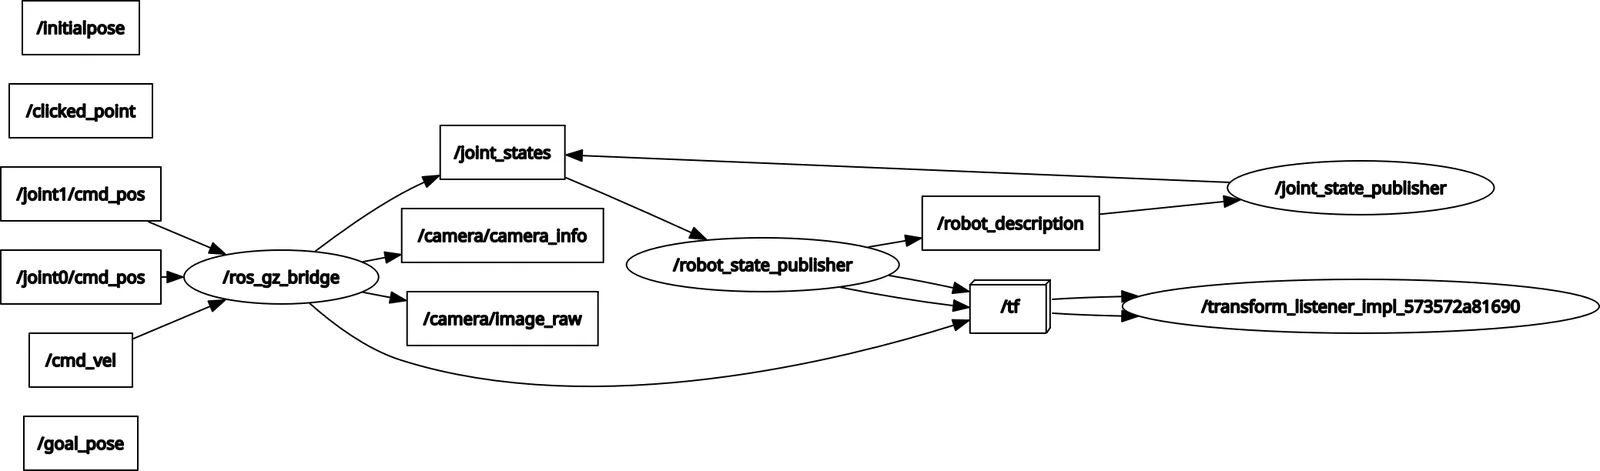 /initialpose
/clicked_point
/joint1/cmd_pos
/joint0/cmd_pos
/cmd_vel
/goal_pose
/ros_gz_bridge
/joint_states
/camera/camera_info
/camera/image_raw
/robot_state_publisher
/robot_description
/tf
/joint_state_publisher
/transform_listener_impl_573572a81690